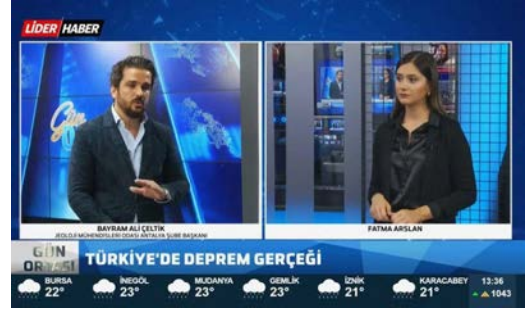 LİDER HABER
Gün
BAYRAM ALİ ÇELTİK
JEOLOJİ MÜHENDİSLERİ ODASI ANTALYA ŞUBE BAŞKANI
FATMA ARSLAN
GÜN ORTASI
TÜRKİYE'DE DEPREM GERÇEĞİ
BURSA 22°
İNEGÖL 23°
MUDANYA 23°
GEMLİK 23°
İZNİK 21°
KARACABEY 21°
13:36
1043